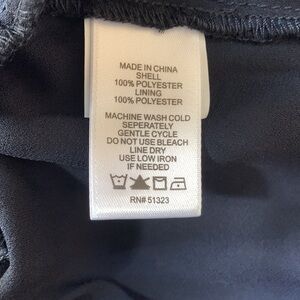 MADE IN CHINA
SHELL
100% POLYESTER
LINING
100% POLYESTER
MACHINE WASH COLD
SEPERATELY
GENTLE CYCLE
DO NOT USE BLEACH
LINE DRY
USE LOW IRON
IF NEEDED
RN# 51323